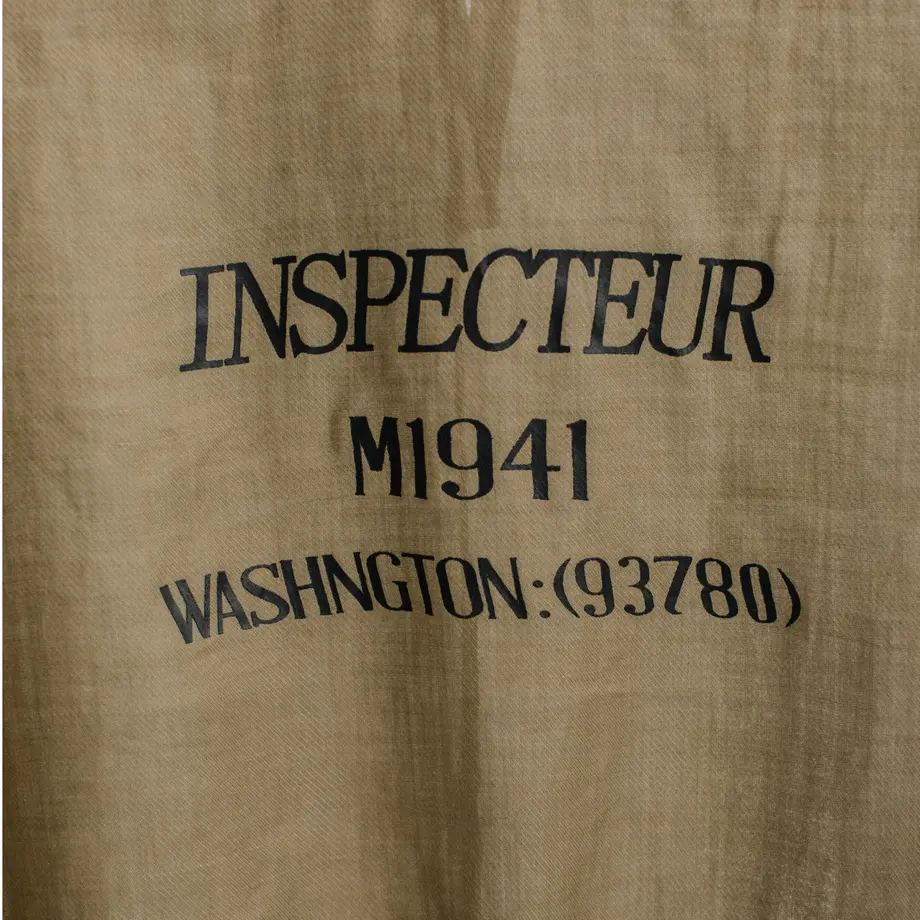 INSPECTEUR
M1941
WASHNGTON:(93780)